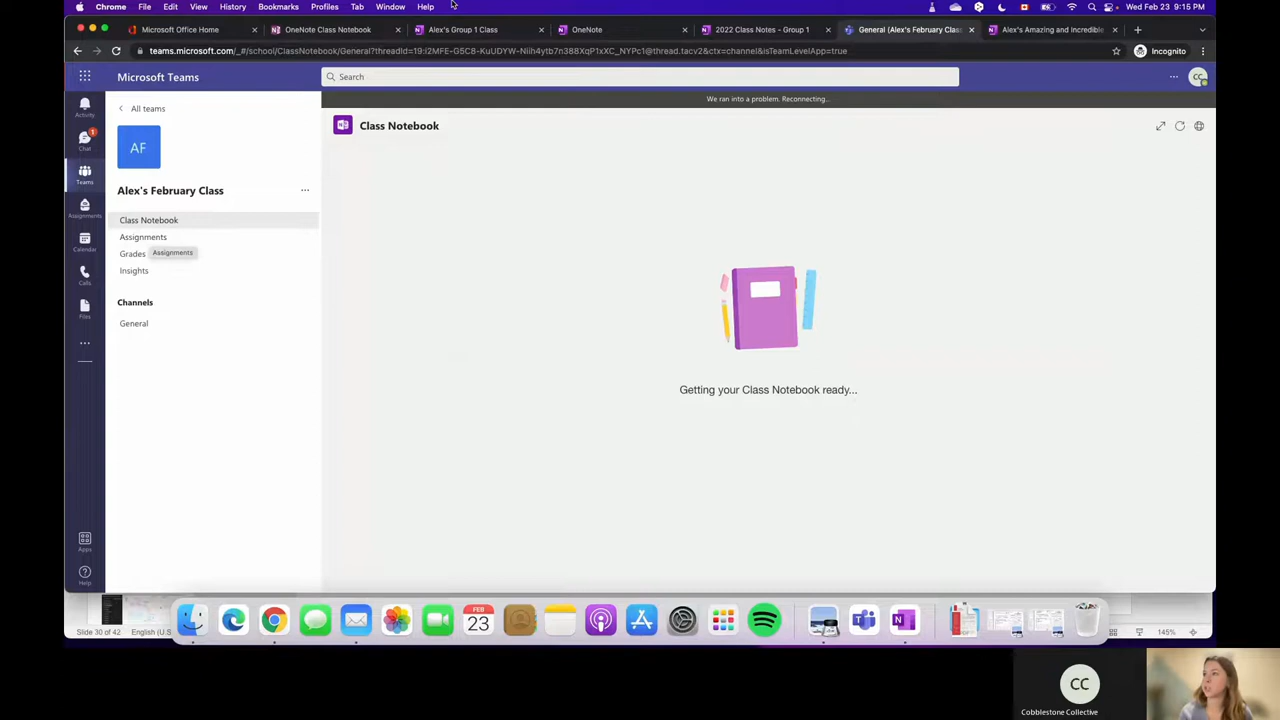 Chrome File Edit View History Bookmarks Profiles Tab Window Help Wed Feb 23 9:15 PM
Microsoft Office Home OneNote Class Notebook Alex's Group 1 Class OneNote 2022 Class Notes - Group 1 General (Alex's February Class Alex's Amazing and Incredible
teams.microsoft.com/_#/school/ClassNotebook/General?threadId=19:i2MFE-G5C8-KuUDYW-Niih4ytb7n388XqP1xXC_NYPc1@thread.tacv2&ctx=channel&isTeamLevelApp=true Incognito
Microsoft Teams Search CC
We ran into a problem. Reconnecting...
Activity
Chat
1
Teams
Assignments
Calendar
Calls
Files
Apps
Help
All teams
AF
Alex's February Class
Class Notebook
Assignments
Grades Assignments
Insights
Channels
General
Class Notebook
Getting your Class Notebook ready...
FEB
23
Slide 30 of 42 English (U.S 145%
CC
Cobblestone Collective